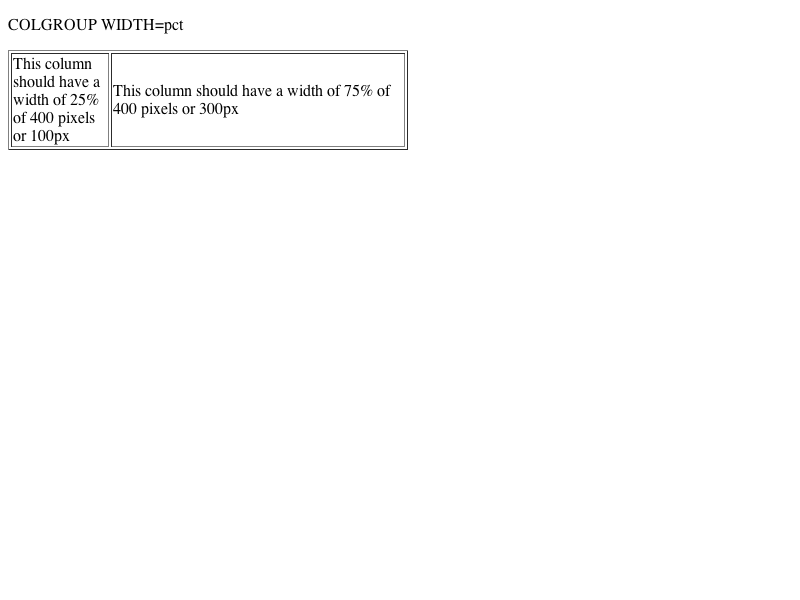 COLGROUP WIDTH=pct
This column
should have a
width of 25%
of 400 pixels
or 100px
This column should have a width of 75% of
400 pixels or 300px